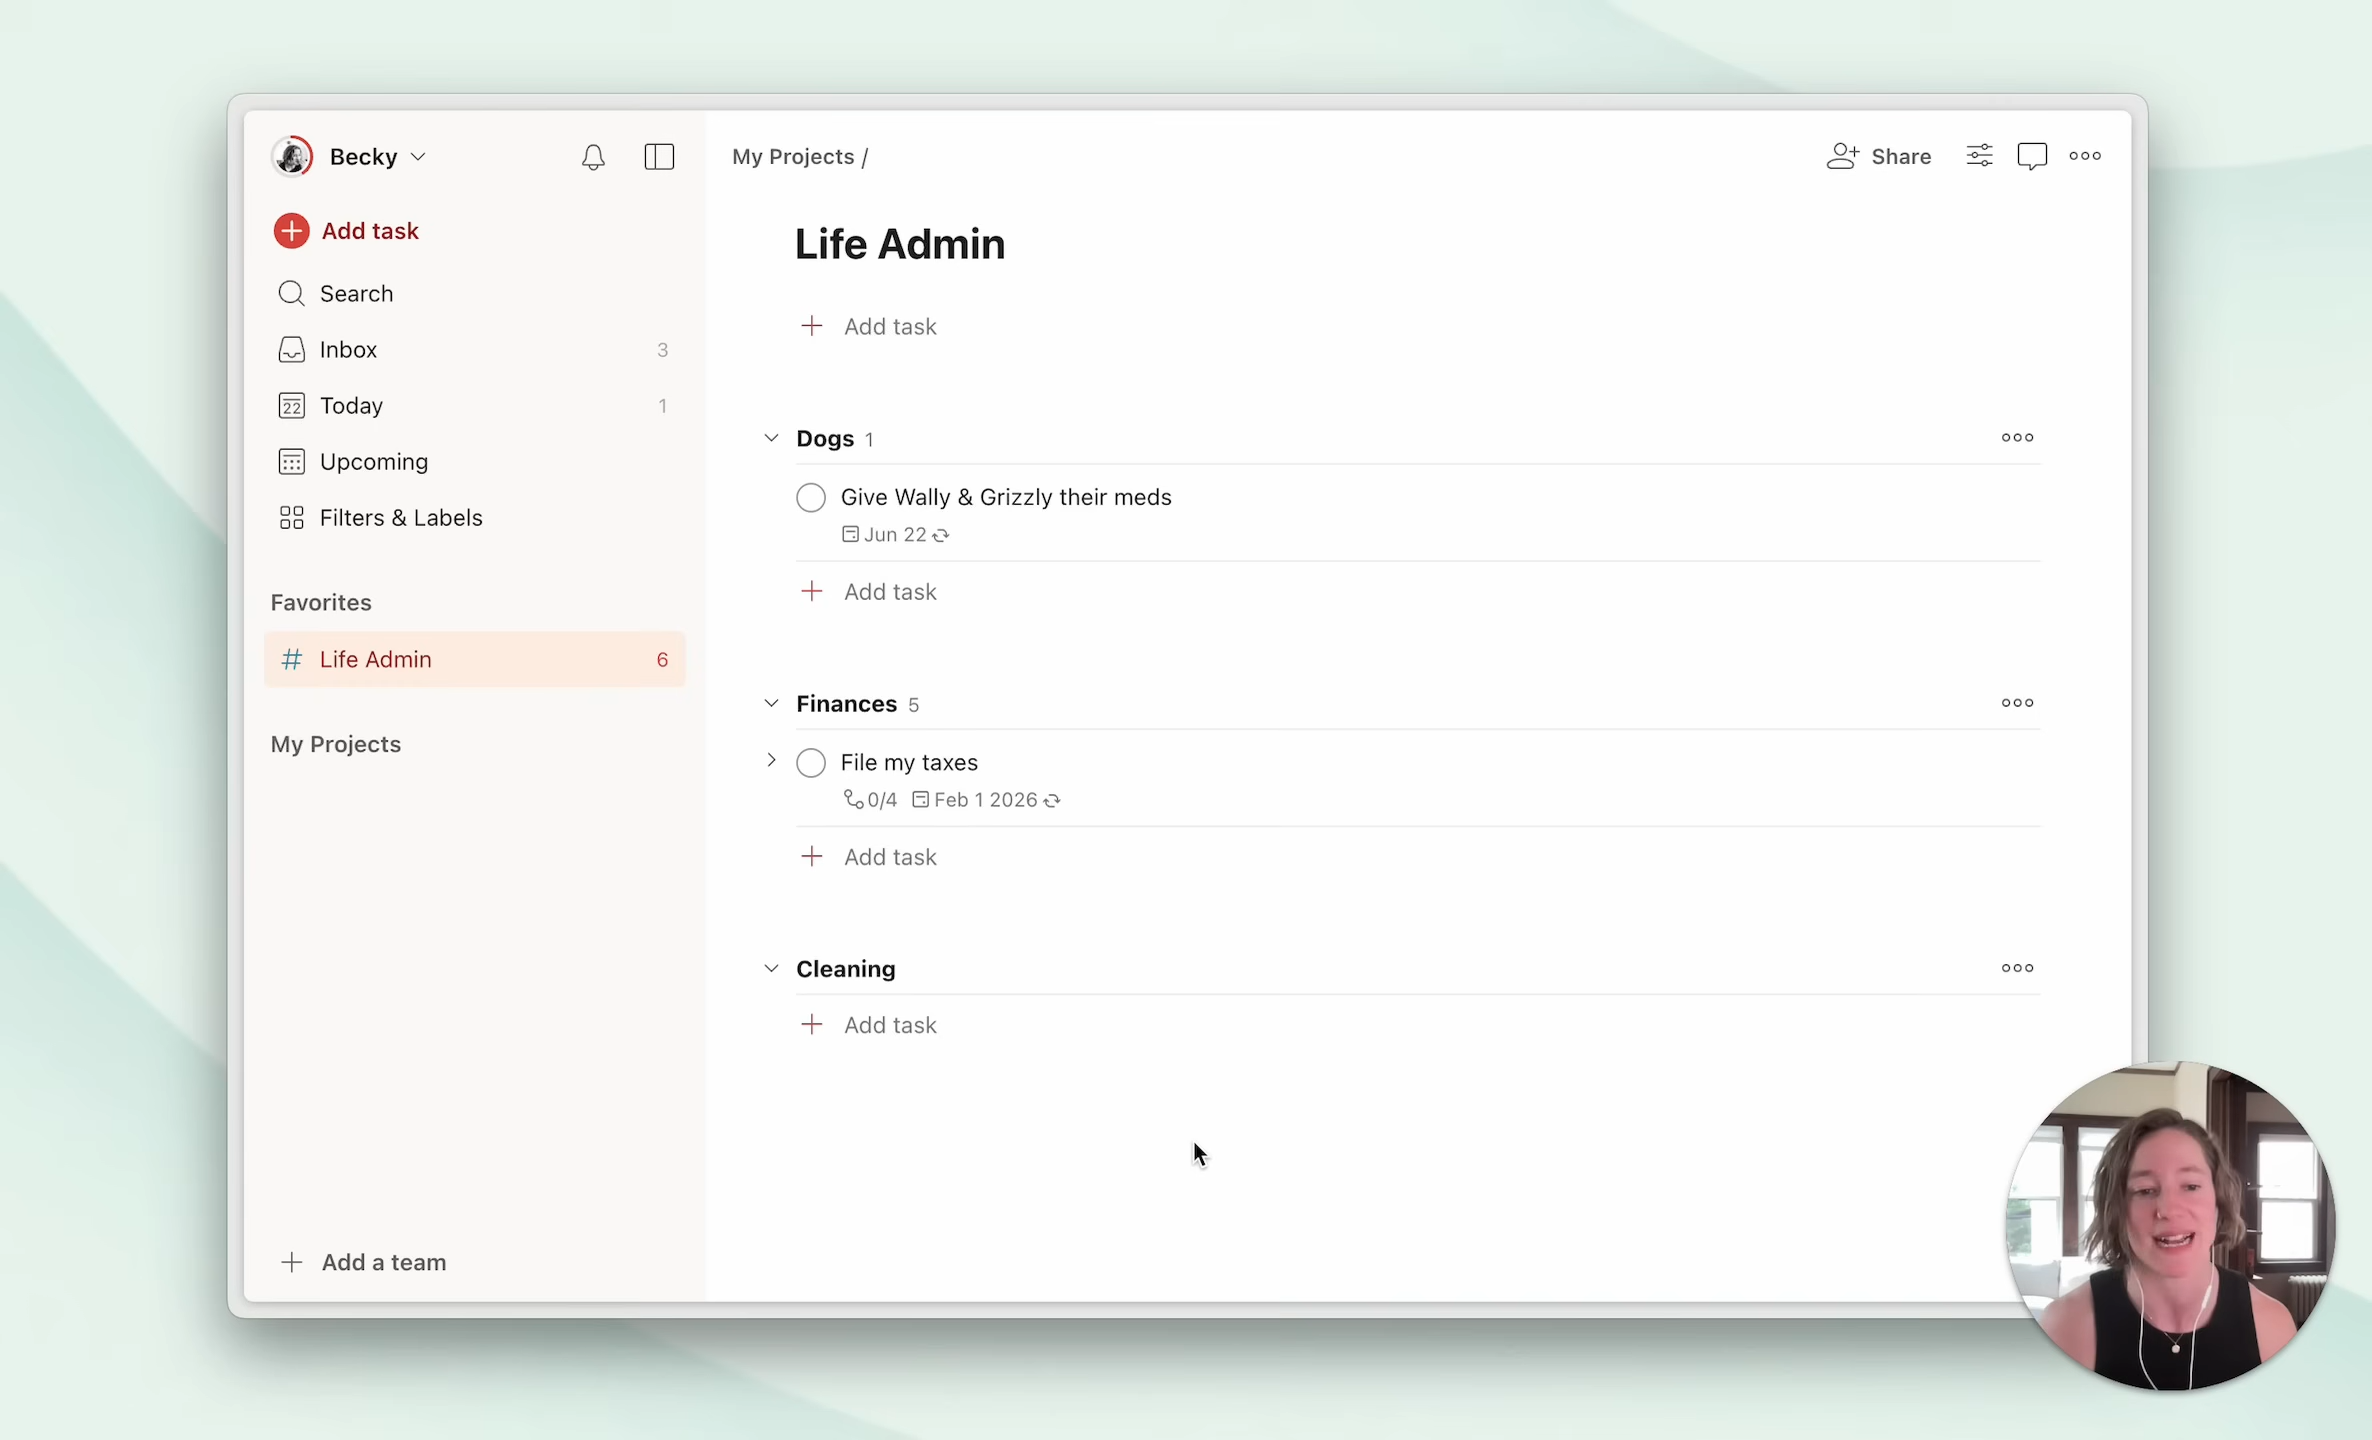 Becky
Add task
Search
Inbox 3
22 Today 1
Upcoming
Filters & Labels
Favorites
# Life Admin 6
My Projects
Add a team
My Projects /
Share
Life Admin
Add task
Dogs 1
Give Wally & Grizzly their meds
Jun 22
Add task
Finances 5
File my taxes
0/4 Feb 1 2026
Add task
Cleaning
Add task